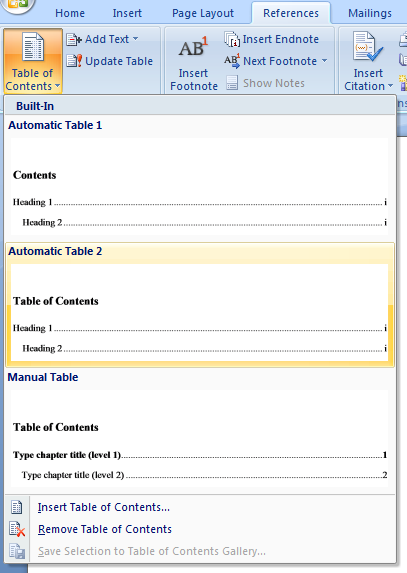 Home Insert Page Layout References Mailings
Table of Contents
Add Text
Update Table
AB1
Insert Footnote
Insert Endnote
AB1 Next Footnote
Show Notes
Insert Citation
Built-In
Automatic Table 1
Contents
Heading 1........................................i
Heading 2........................................i
Automatic Table 2
Table of Contents
Heading 1........................................i
Heading 2........................................i
Manual Table
Table of Contents
Type chapter title (level 1)........................................1
Type chapter title (level 2)........................................2
Insert Table of Contents...
Remove Table of Contents
Save Selection to Table of Contents Gallery...